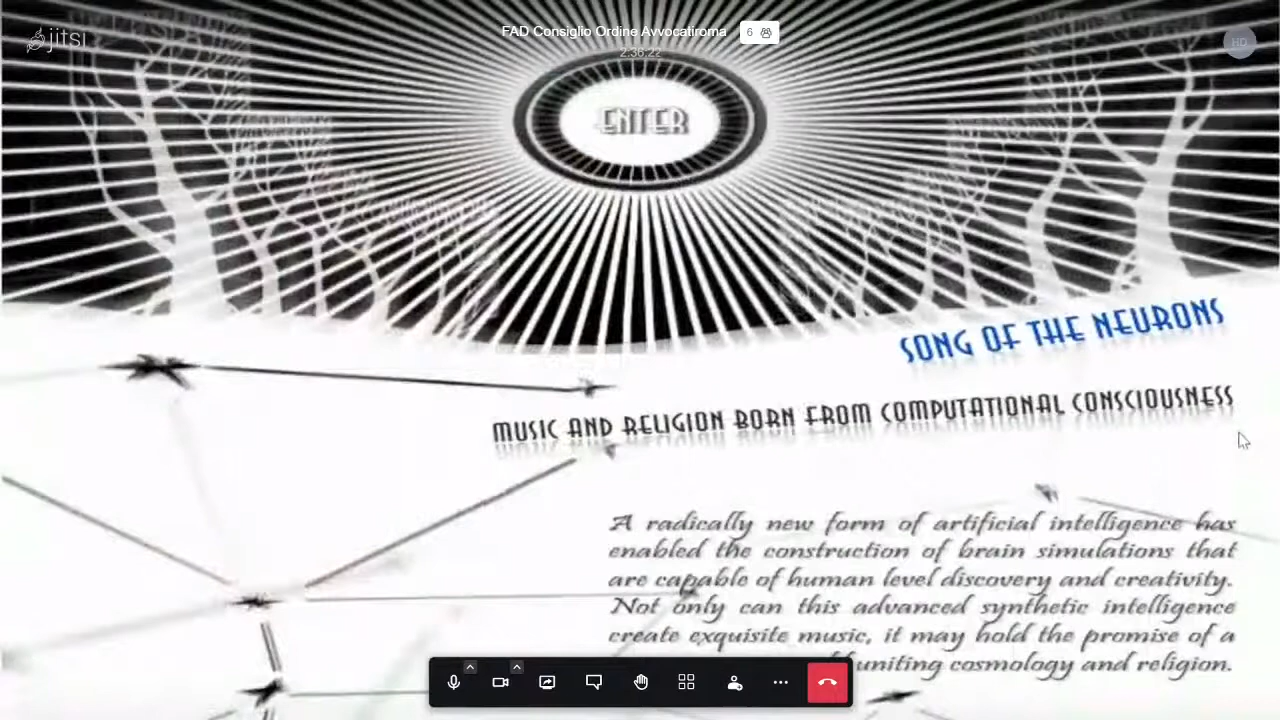 jitsi
FAD Consiglio Ordine Avvocatiroma
6
2:36:22
HD
ENTER
SONG OF THE NEURONS
MUSIC AND RELIGION BORN FROM COMPUTATIONAL CONSCIOUSNESS
A radically new form of artificial intelligence has
enabled the construction of brain simulations that
are capable of human level discovery and creativity.
Not only can this advanced synthetic intelligence
create exquisite music, it may hold the promise of a
uniting cosmology and religion.